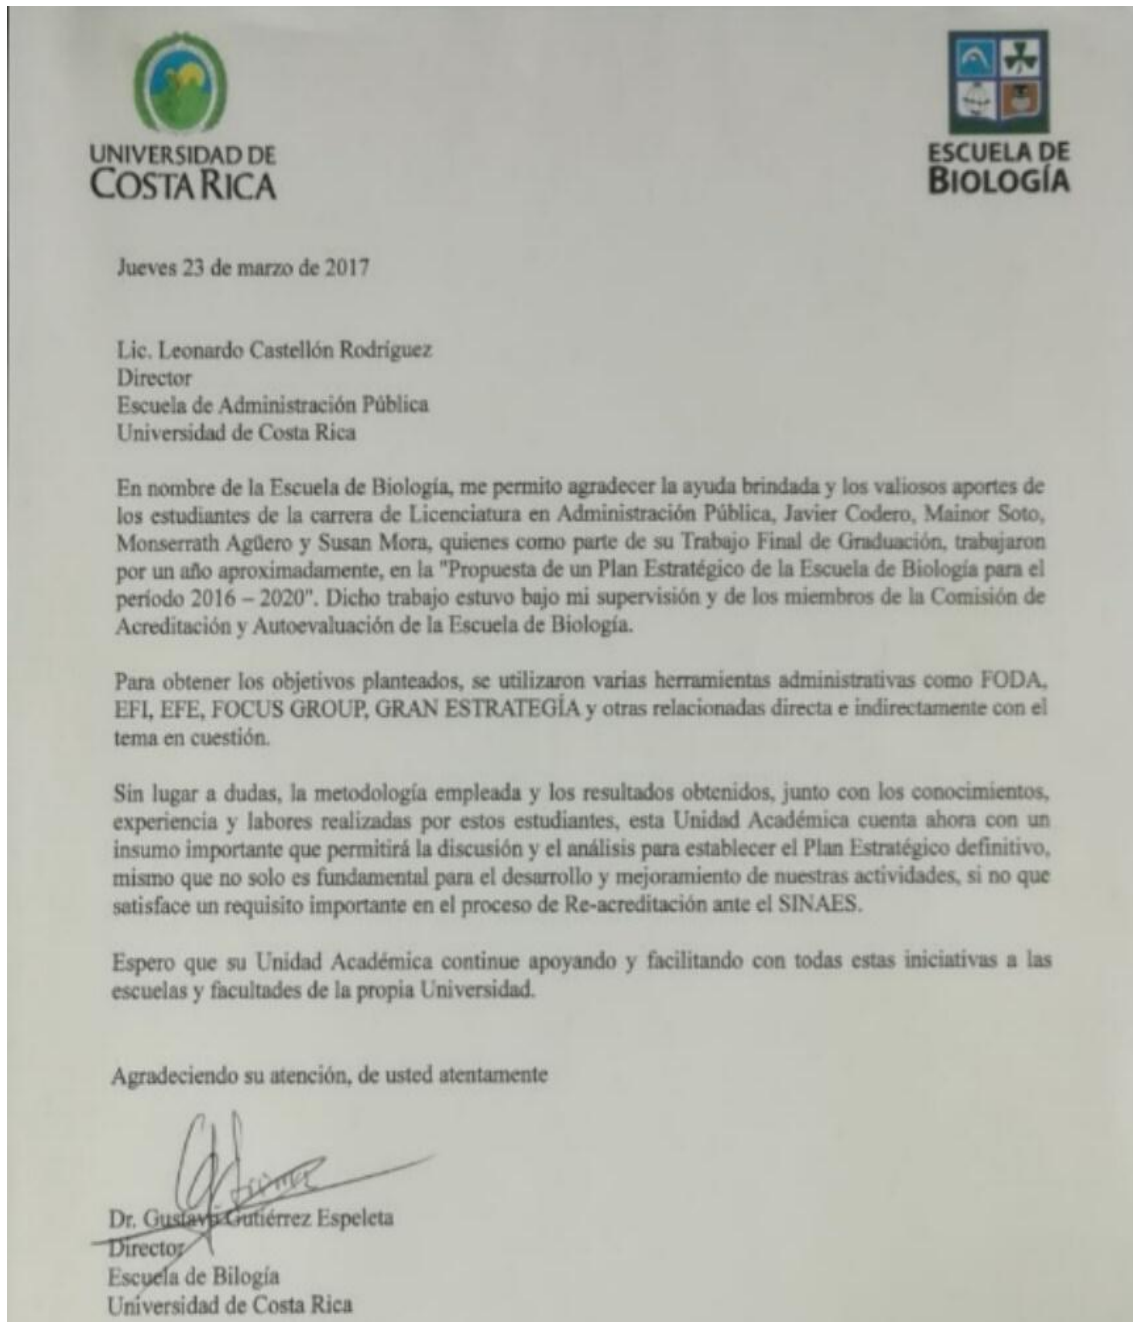 UNIVERSIDAD DE
COSTA RICA
ESCUELA DE
BIOLOGÍA
Jueves 23 de marzo de 2017
Lic. Leonardo Castellón Rodríguez
Director
Escuela de Administración Pública
Universidad de Costa Rica
En nombre de la Escuela de Biología, me permito agradecer la ayuda brindada y los valiosos aportes de
los estudiantes de la carrera de Licenciatura en Administración Pública, Javier Codero, Mainor Soto,
Monserrath Agüero y Susan Mora, quienes como parte de su Trabajo Final de Graduación, trabajaron
por un año aproximadamente, en la "Propuesta de un Plan Estratégico de la Escuela de Biología para el
período 2016 – 2020". Dicho trabajo estuvo bajo mi supervisión y de los miembros de la Comisión de
Acreditación y Autoevaluación de la Escuela de Biología.
Para obtener los objetivos planteados, se utilizaron varias herramientas administrativas como FODA,
EFI, EFE, FOCUS GROUP, GRAN ESTRATEGÍA y otras relacionadas directa e indirectamente con el
tema en cuestión.
Sin lugar a dudas, la metodología empleada y los resultados obtenidos, junto con los conocimientos,
experiencia y labores realizadas por estos estudiantes, esta Unidad Académica cuenta ahora con un
insumo importante que permitirá la discusión y el análisis para establecer el Plan Estratégico definitivo,
mismo que no solo es fundamental para el desarrollo y mejoramiento de nuestras actividades, si no que
satisface un requisito importante en el proceso de Re-acreditación ante el SINAES.
Espero que su Unidad Académica continue apoyando y facilitando con todas estas iniciativas a las
escuelas y facultades de la propia Universidad.
Agradeciendo su atención, de usted atentamente
Dr. Gustavo Gutiérrez Espeleta
Director
Escuela de Bilogía
Universidad de Costa Rica